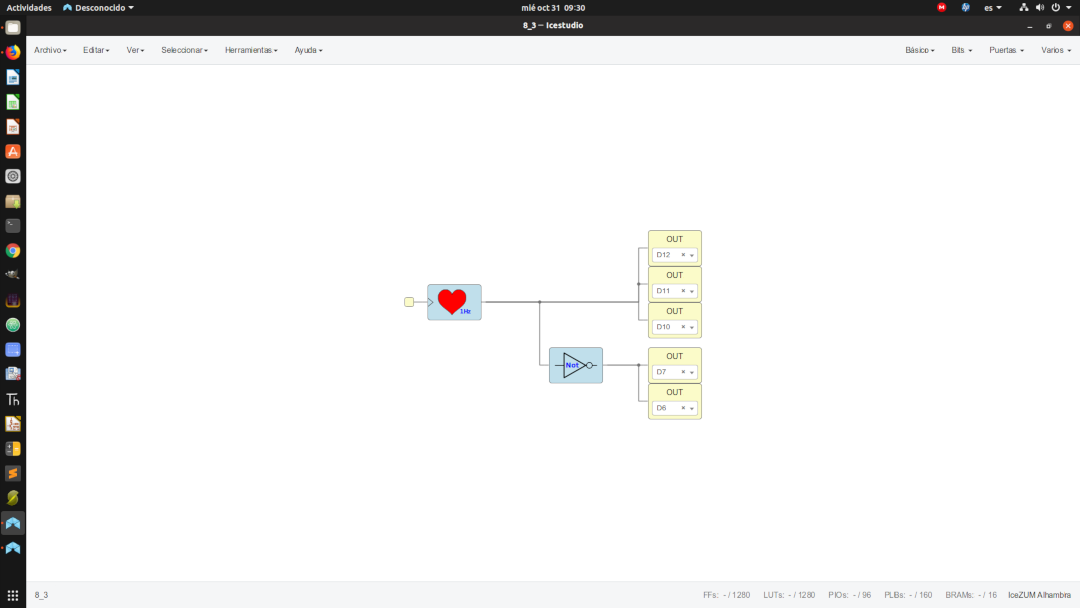 Actividades Desconocido mié oct 31 09:30 es
8_3 — Icestudio
Archivo Editar Ver Seleccionar Herramientas Ayuda Básico Bits Puertas Varios
OUT
D12
OUT
D11
1Hz
OUT
D10
Not
OUT
D7
OUT
D6
8_3 FFs: - / 1280 LUTs: - / 1280 PIOs: - / 96 PLBs: - / 160 BRAMs: - / 16 IceZUM Alhambra